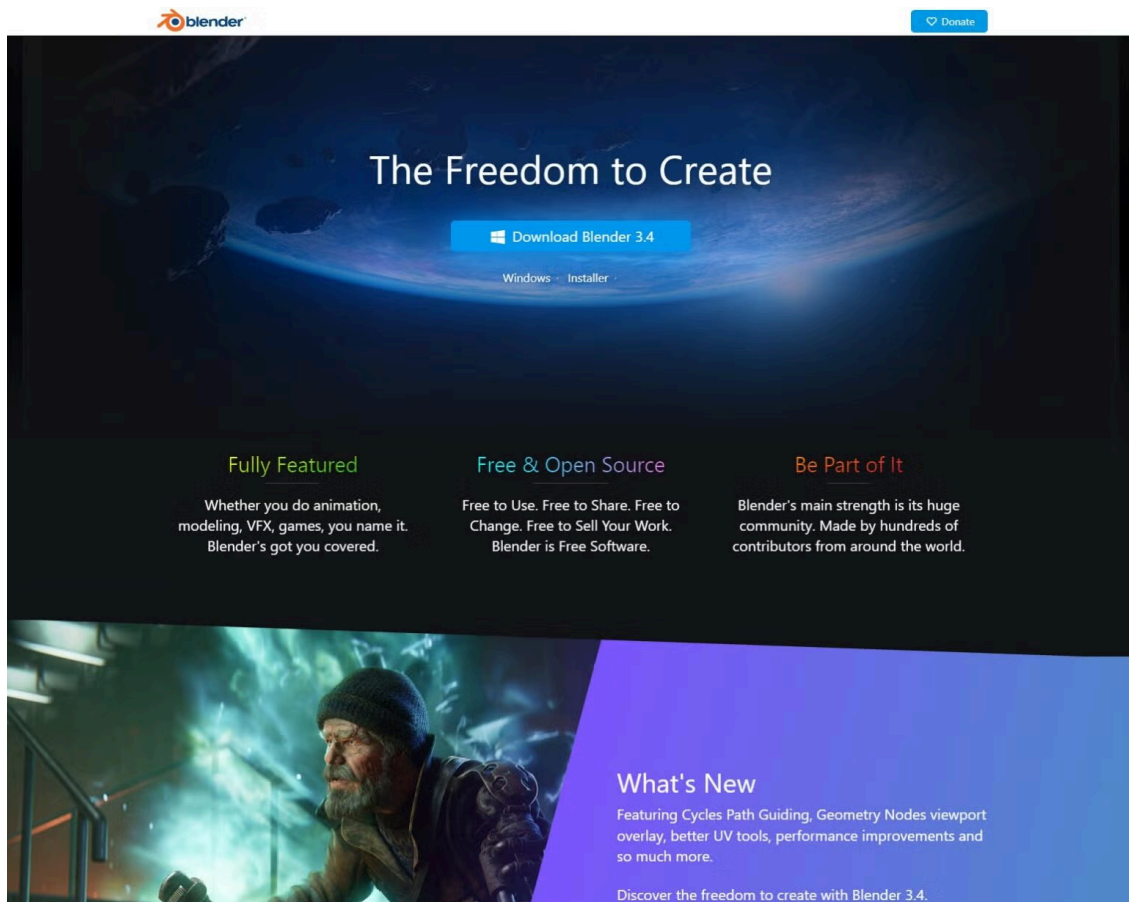 blender
Donate
The Freedom to Create
Download Blender 3.4
Windows · Installer ·
Fully Featured
Whether you do animation,
modeling, VFX, games, you name it.
Blender's got you covered.
Free & Open Source
Free to Use. Free to Share. Free to
Change. Free to Sell Your Work.
Blender is Free Software.
Be Part of It
Blender's main strength is its huge
community. Made by hundreds of
contributors from around the world.
What's New
Featuring Cycles Path Guiding, Geometry Nodes viewport
overlay, better UV tools, performance improvements and
so much more.
Discover the freedom to create with Blender 3.4.